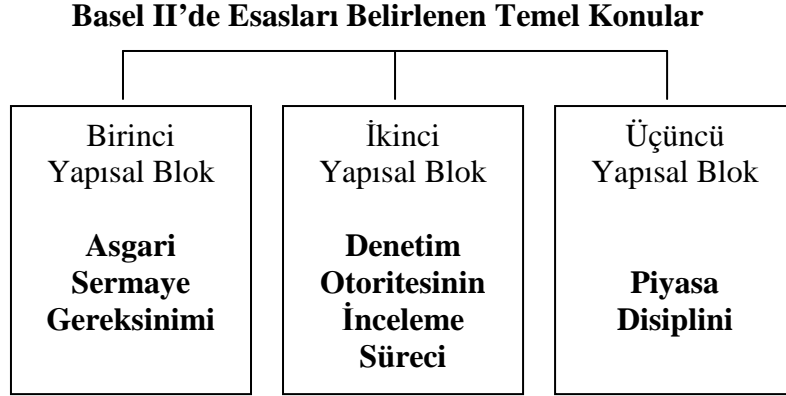 Basel II’de Esasları Belirlenen Temel Konular
Birinci
Yapısal Blok
Asgari
Sermaye
Gereksinimi
İkinci
Yapısal Blok
Denetim
Otoritesinin
İnceleme
Süreci
Üçüncü
Yapısal Blok
Piyasa
Disiplini